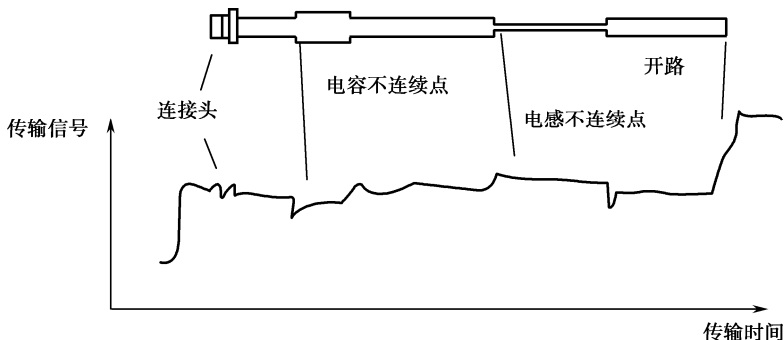 开路
电容不连续点
连接头
电感不连续点
传输信号
传输时间